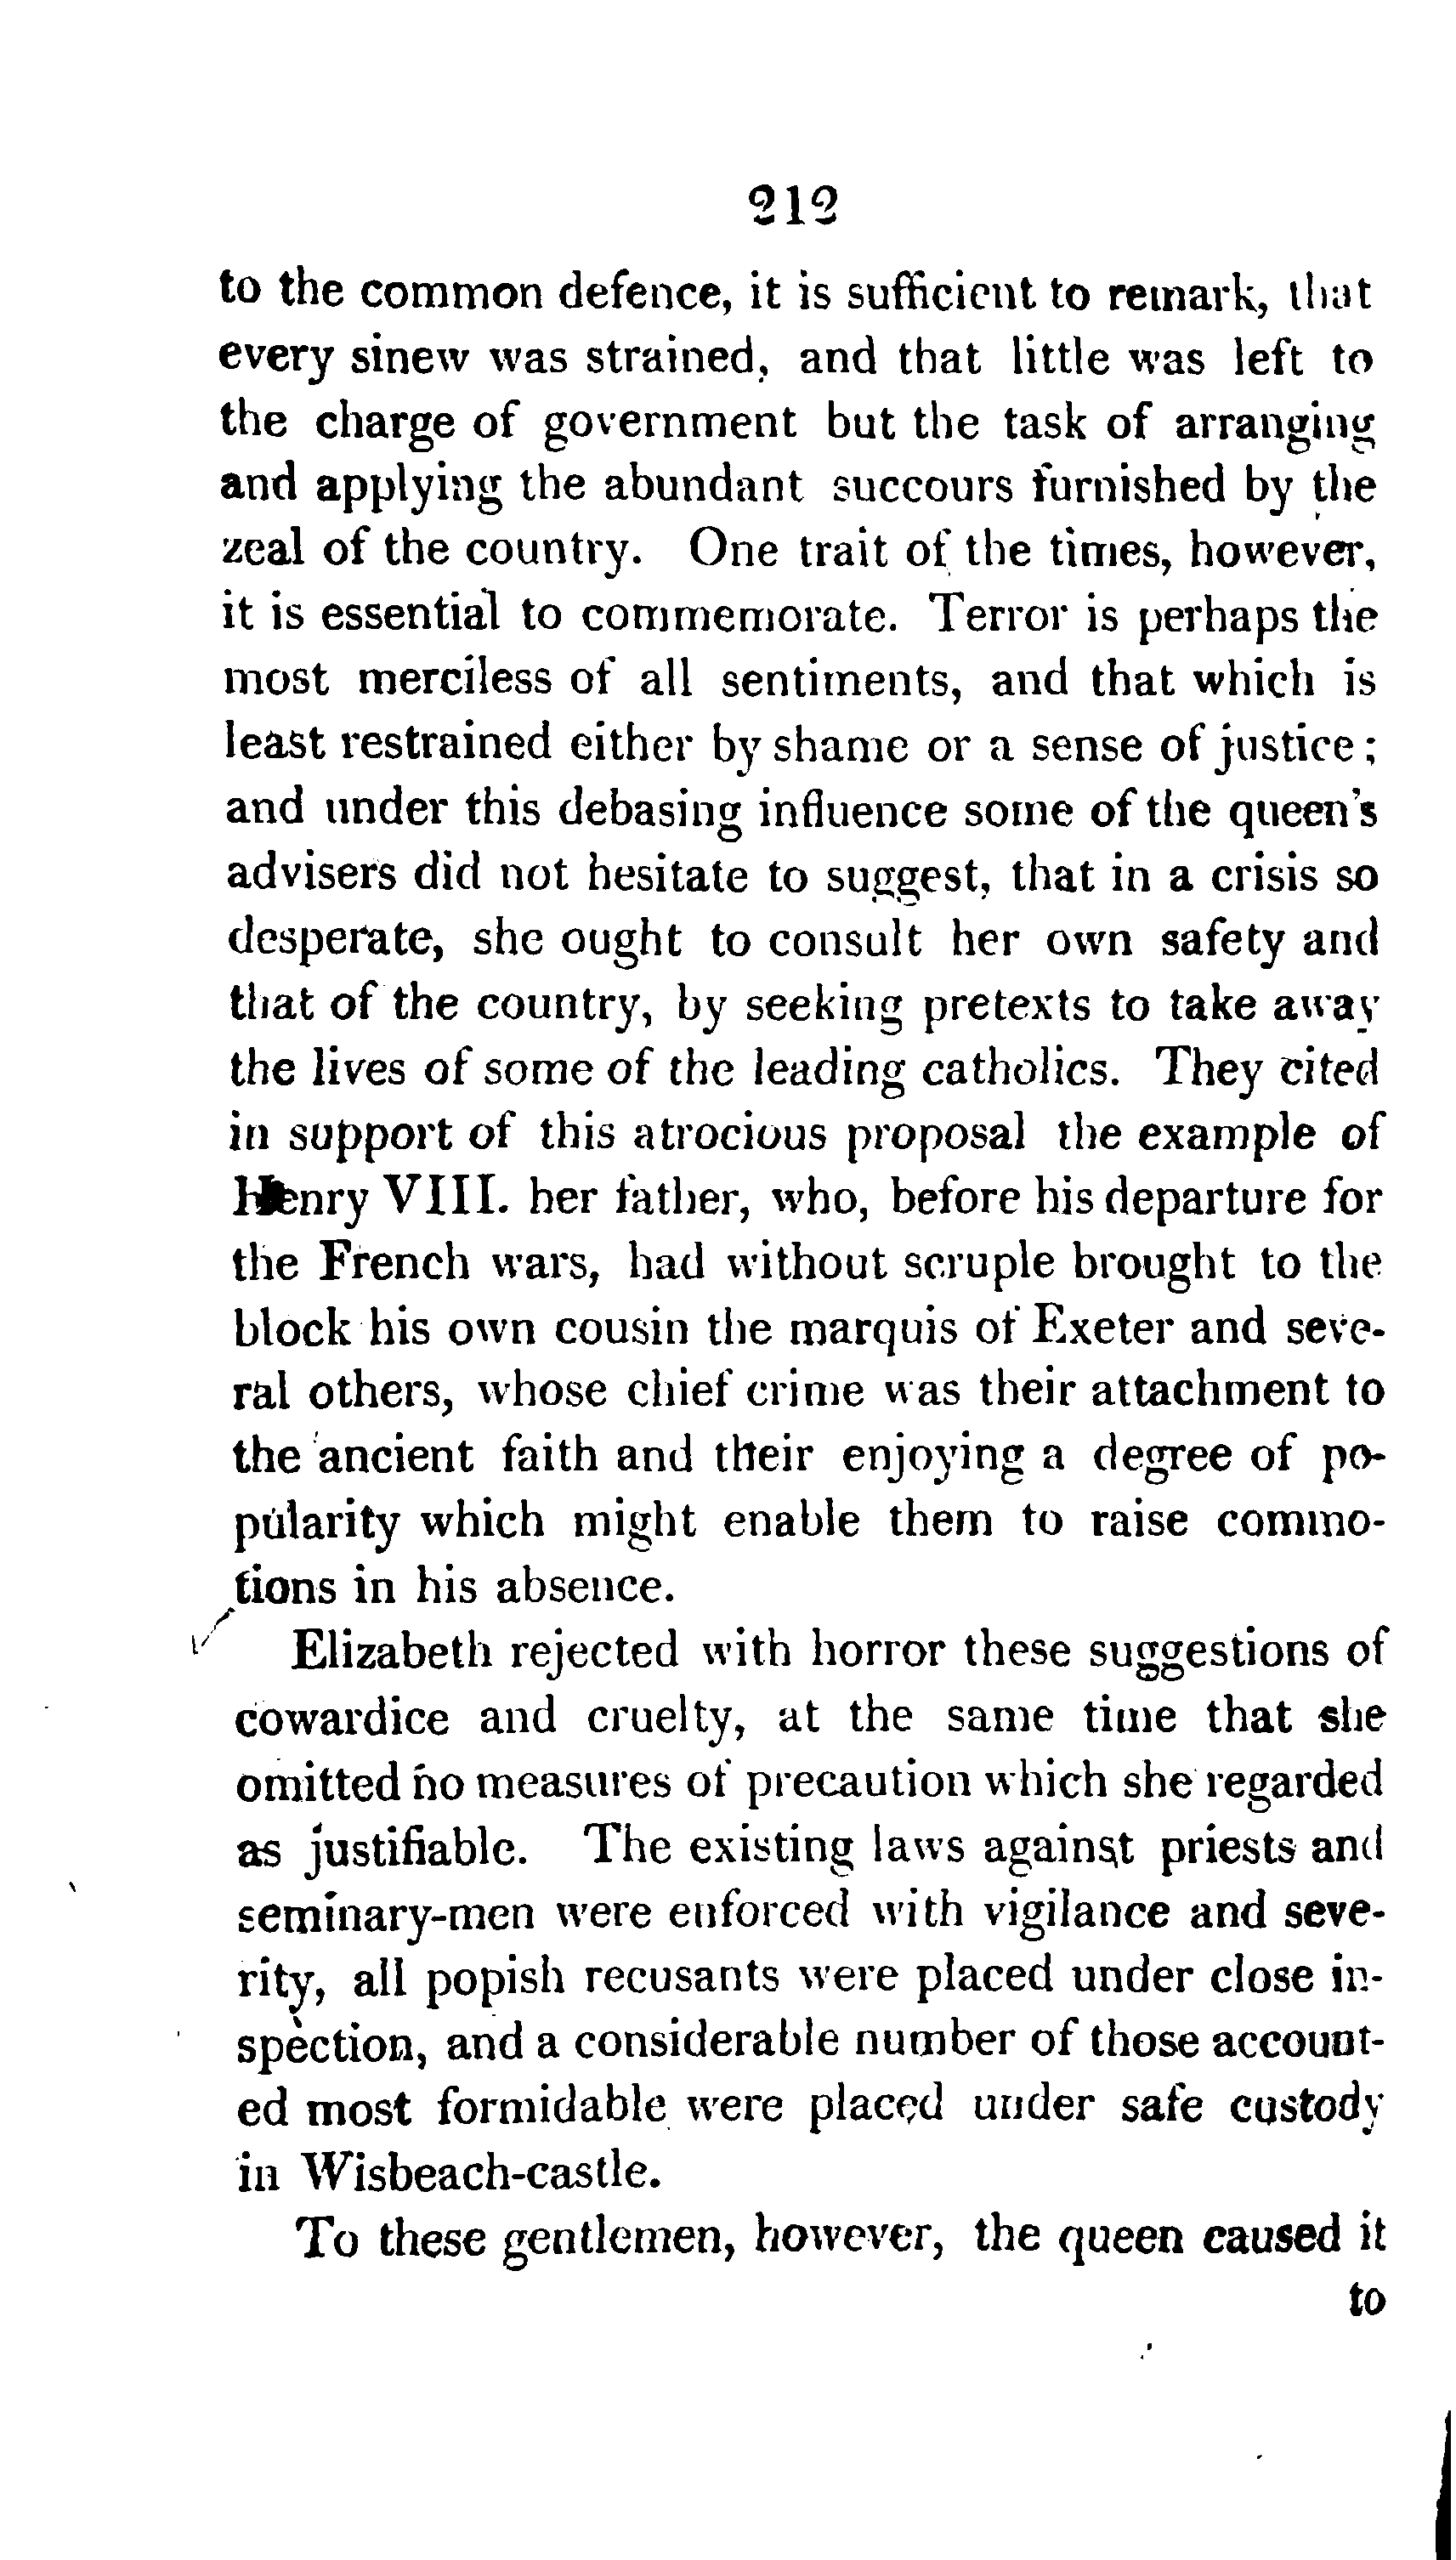 212
to the common defence, it is sufficient to remark, that
every sinew was strained, and that little was left to
the charge of government but the task of arranging
and applying the abundant succours furnished by the
zeal of the country. One trait of the times, however,
it is essential to commemorate. Terror is perhaps the
most merciless of all sentiments, and that which is
least restrained either by shame or a sense of justice;
and under this debasing influence some of the queen's
advisers did not hesitate to suggest, that in a crisis so
desperate, she ought to consult her own safety and
that of the country, by seeking pretexts to take away
the lives of some of the leading catholics. They cited
in support of this atrocious proposal the example of
Henry VIII. her father, who, before his departure for
the French wars, had without scruple brought to the
block his own cousin the marquis of Exeter and seve-
ral others, whose chief crime was their attachment to
the ancient faith and their enjoying a degree of po-
pularity which might enable them to raise commo-
tions in his absence.
Elizabeth rejected with horror these suggestions of
cowardice and cruelty, at the same time that she
omitted no measures of precaution which she regarded
as justifiable. The existing laws against priests and
seminary-men were enforced with vigilance and seve-
rity, all popish recusants were placed under close in-
spection, and a considerable number of those account-
ed most formidable were placed under safe custody
in Wisbeach-castle.
To these gentlemen, however, the queen caused it
to